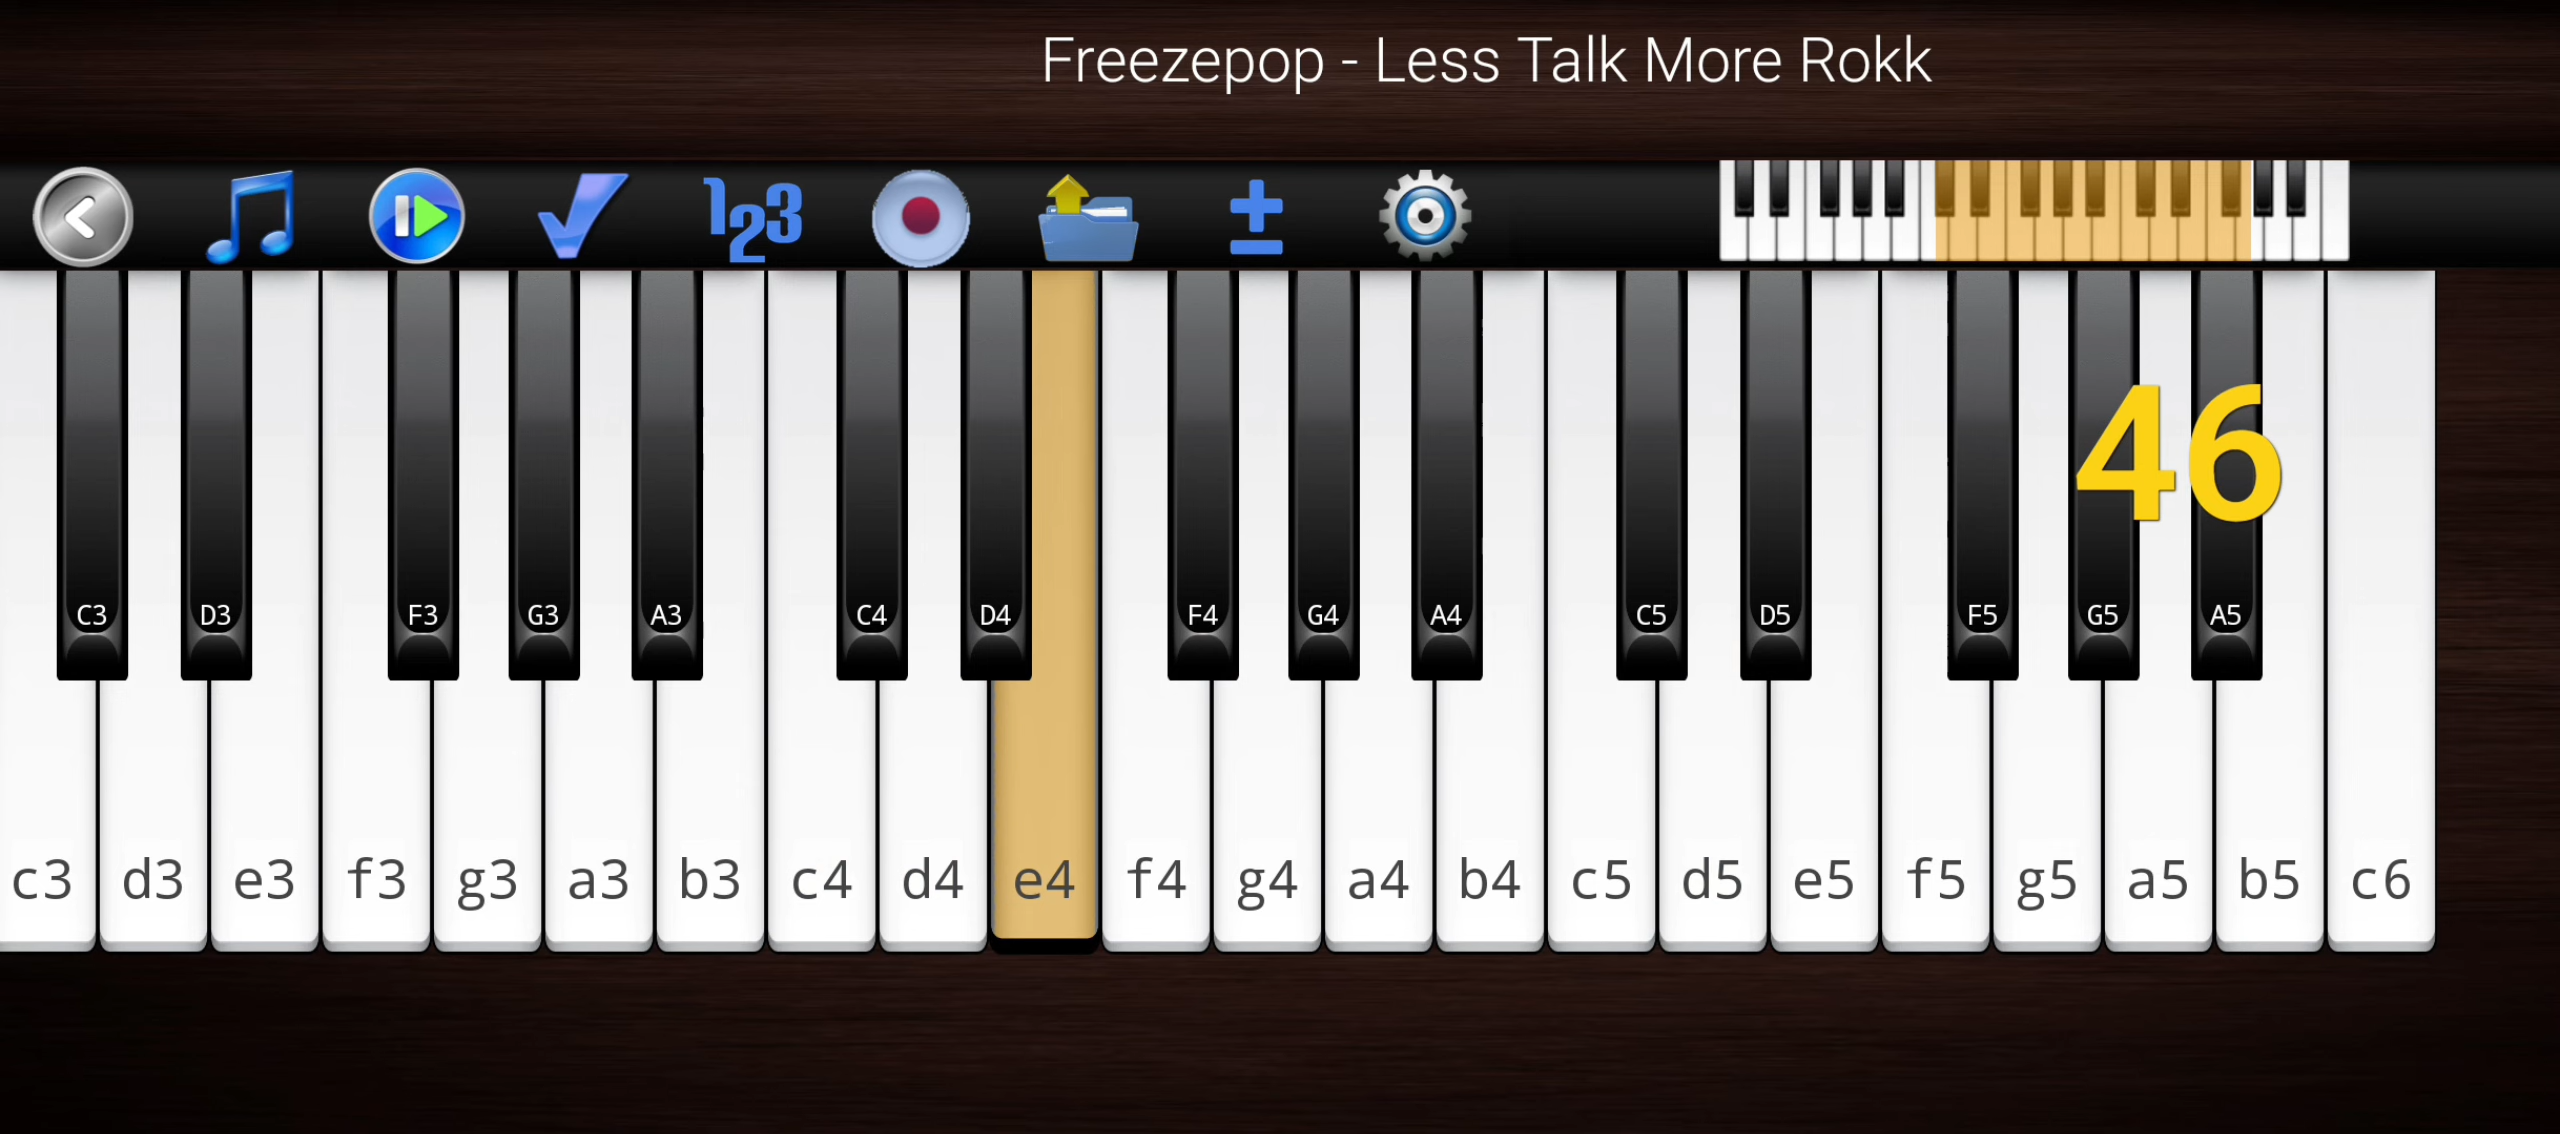 Freezepop - Less Talk More Rokk
123
46
C3 D3 F3 G3 A3 C4 D4 F4 G4 A4 C5 D5 F5 G5 A5
c3 d3 e3 f3 g3 a3 b3 c4 d4 e4 f4 g4 a4 b4 c5 d5 e5 f5 g5 a5 b5 c6